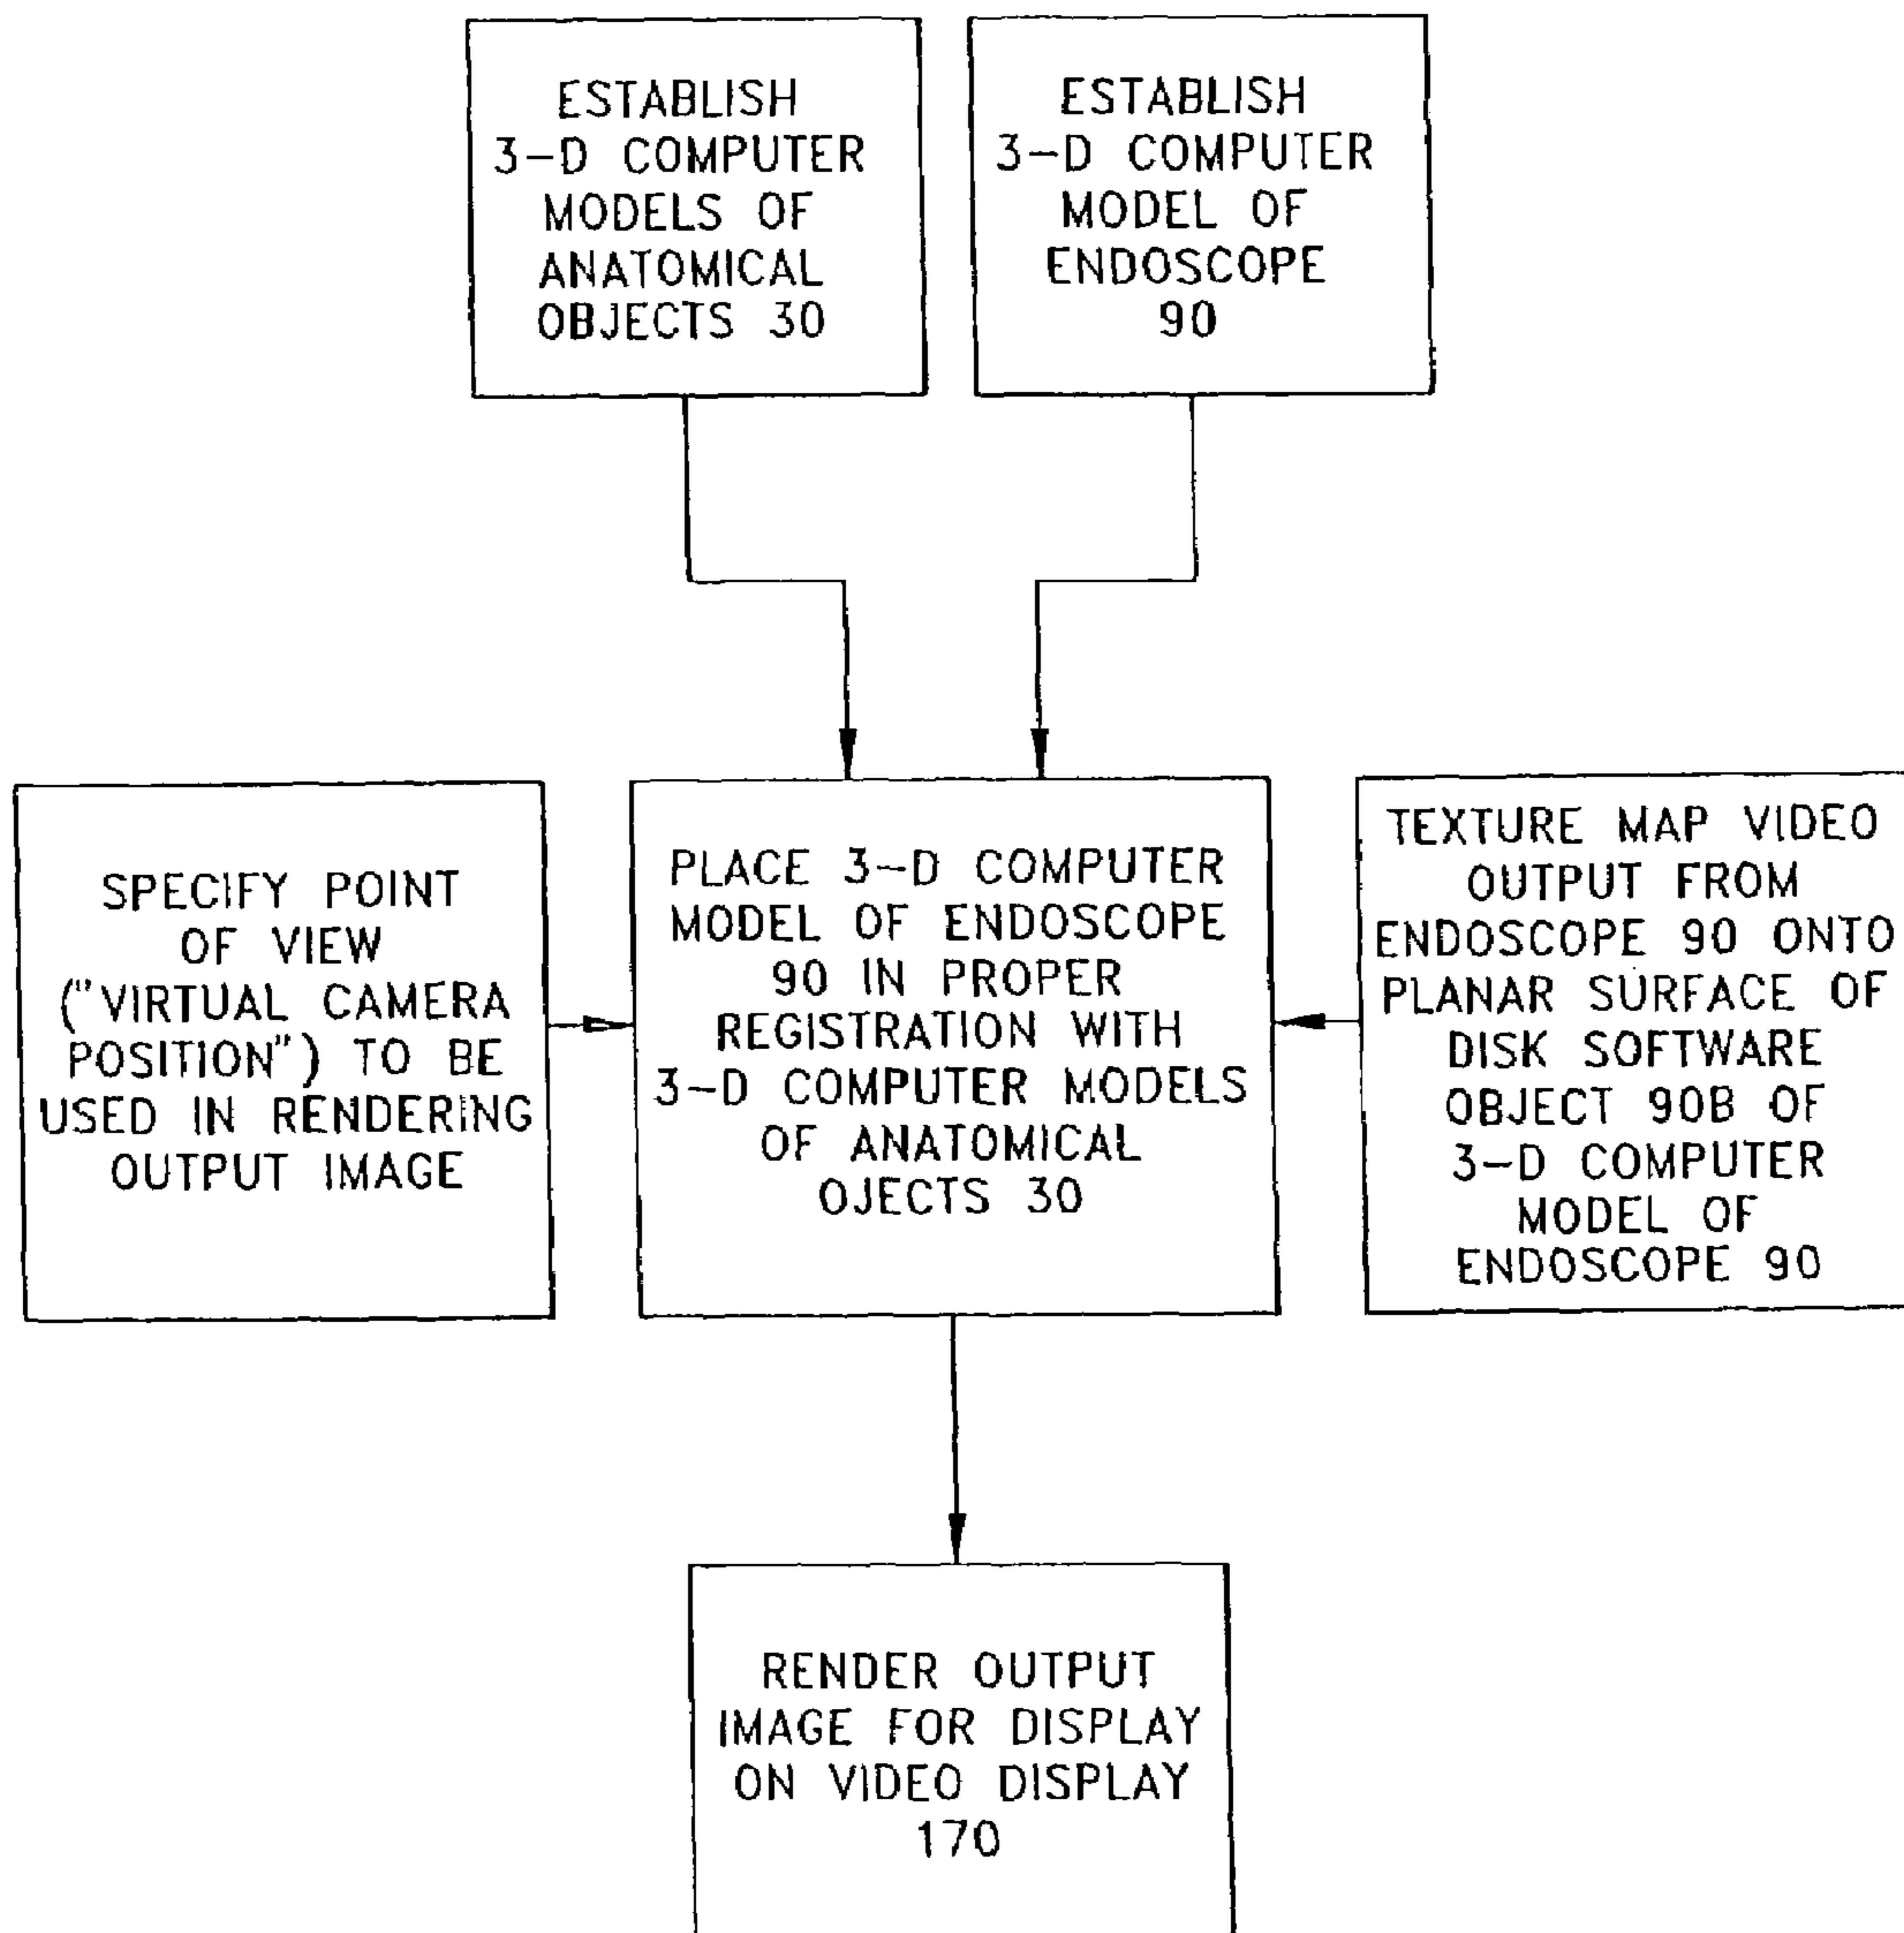 ESTABLISH
3-D COMPUTER
MODELS OF
ANATOMICAL
OBJECTS 30
ESTABLISH
3-D COMPUTER
MODEL OF
ENDOSCOPE
90
SPECIFY POINT
OF VIEW
("VIRTUAL CAMERA
POSITION") TO BE
USED IN RENDERING
OUTPUT IMAGE
PLACE 3-D COMPUTER
MODEL OF ENDOSCOPE
90 IN PROPER
REGISTRATION WITH
3-D COMPUTER MODELS
OF ANATOMICAL
OJECTS 30
TEXTURE MAP VIDEO
OUTPUT FROM
ENDOSCOPE 90 ONTO
PLANAR SURFACE OF
DISK SOFTWARE
OBJECT 90B OF
3-D COMPUTER
MODEL OF
ENDOSCOPE 90
RENDER OUTPUT
IMAGE FOR DISPLAY
ON VIDEO DISPLAY
170